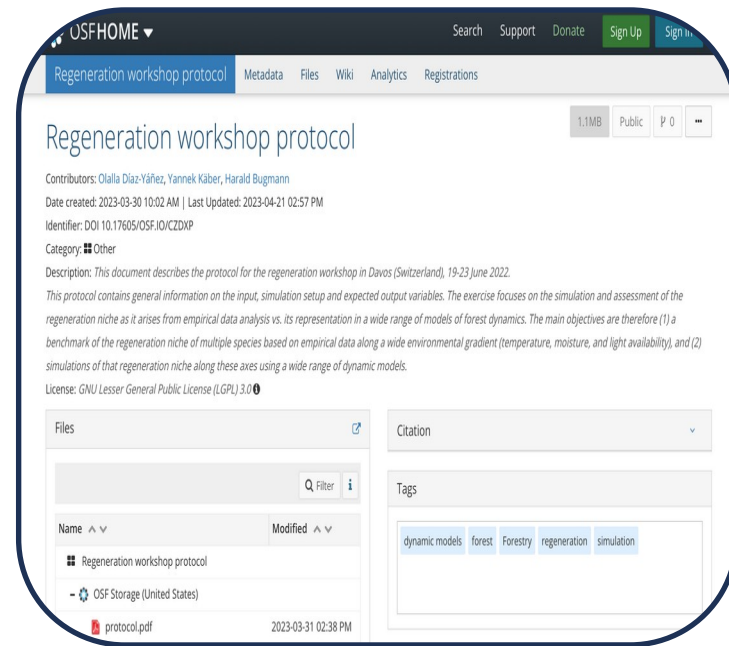 OSFHOME
Search Support Donate Sign Up Sign In
Regeneration workshop protocol Metadata Files Wiki Analytics Registrations
1.1MB Public 0
Regeneration workshop protocol
Contributors: Olalla Díaz-Yáñez, Yannek Käber, Harald Bugmann
Date created: 2023-03-30 10:02 AM | Last Updated: 2023-04-21 02:57 PM
Identifier: DOI 10.17605/OSF.IO/CZDXP
Category: Other
Description: This document describes the protocol for the regeneration workshop in Davos (Switzerland), 19-23 June 2022.
This protocol contains general information on the input, simulation setup and expected output variables. The exercise focuses on the simulation and assessment of the
regeneration niche as it arises from empirical data analysis vs. its representation in a wide range of models of forest dynamics. The main objectives are therefore (1) a
benchmark of the regeneration niche of multiple species based on empirical data along a wide environmental gradient (temperature, moisture, and light availability), and (2)
simulations of that regeneration niche along these axes using a wide range of dynamic models.
License: GNU Lesser General Public License (LGPL) 3.0
Files
Filter
Name Modified
Regeneration workshop protocol
OSF Storage (United States)
protocol.pdf 2023-03-31 02:38 PM
Citation
Tags
dynamic models forest Forestry regeneration simulation